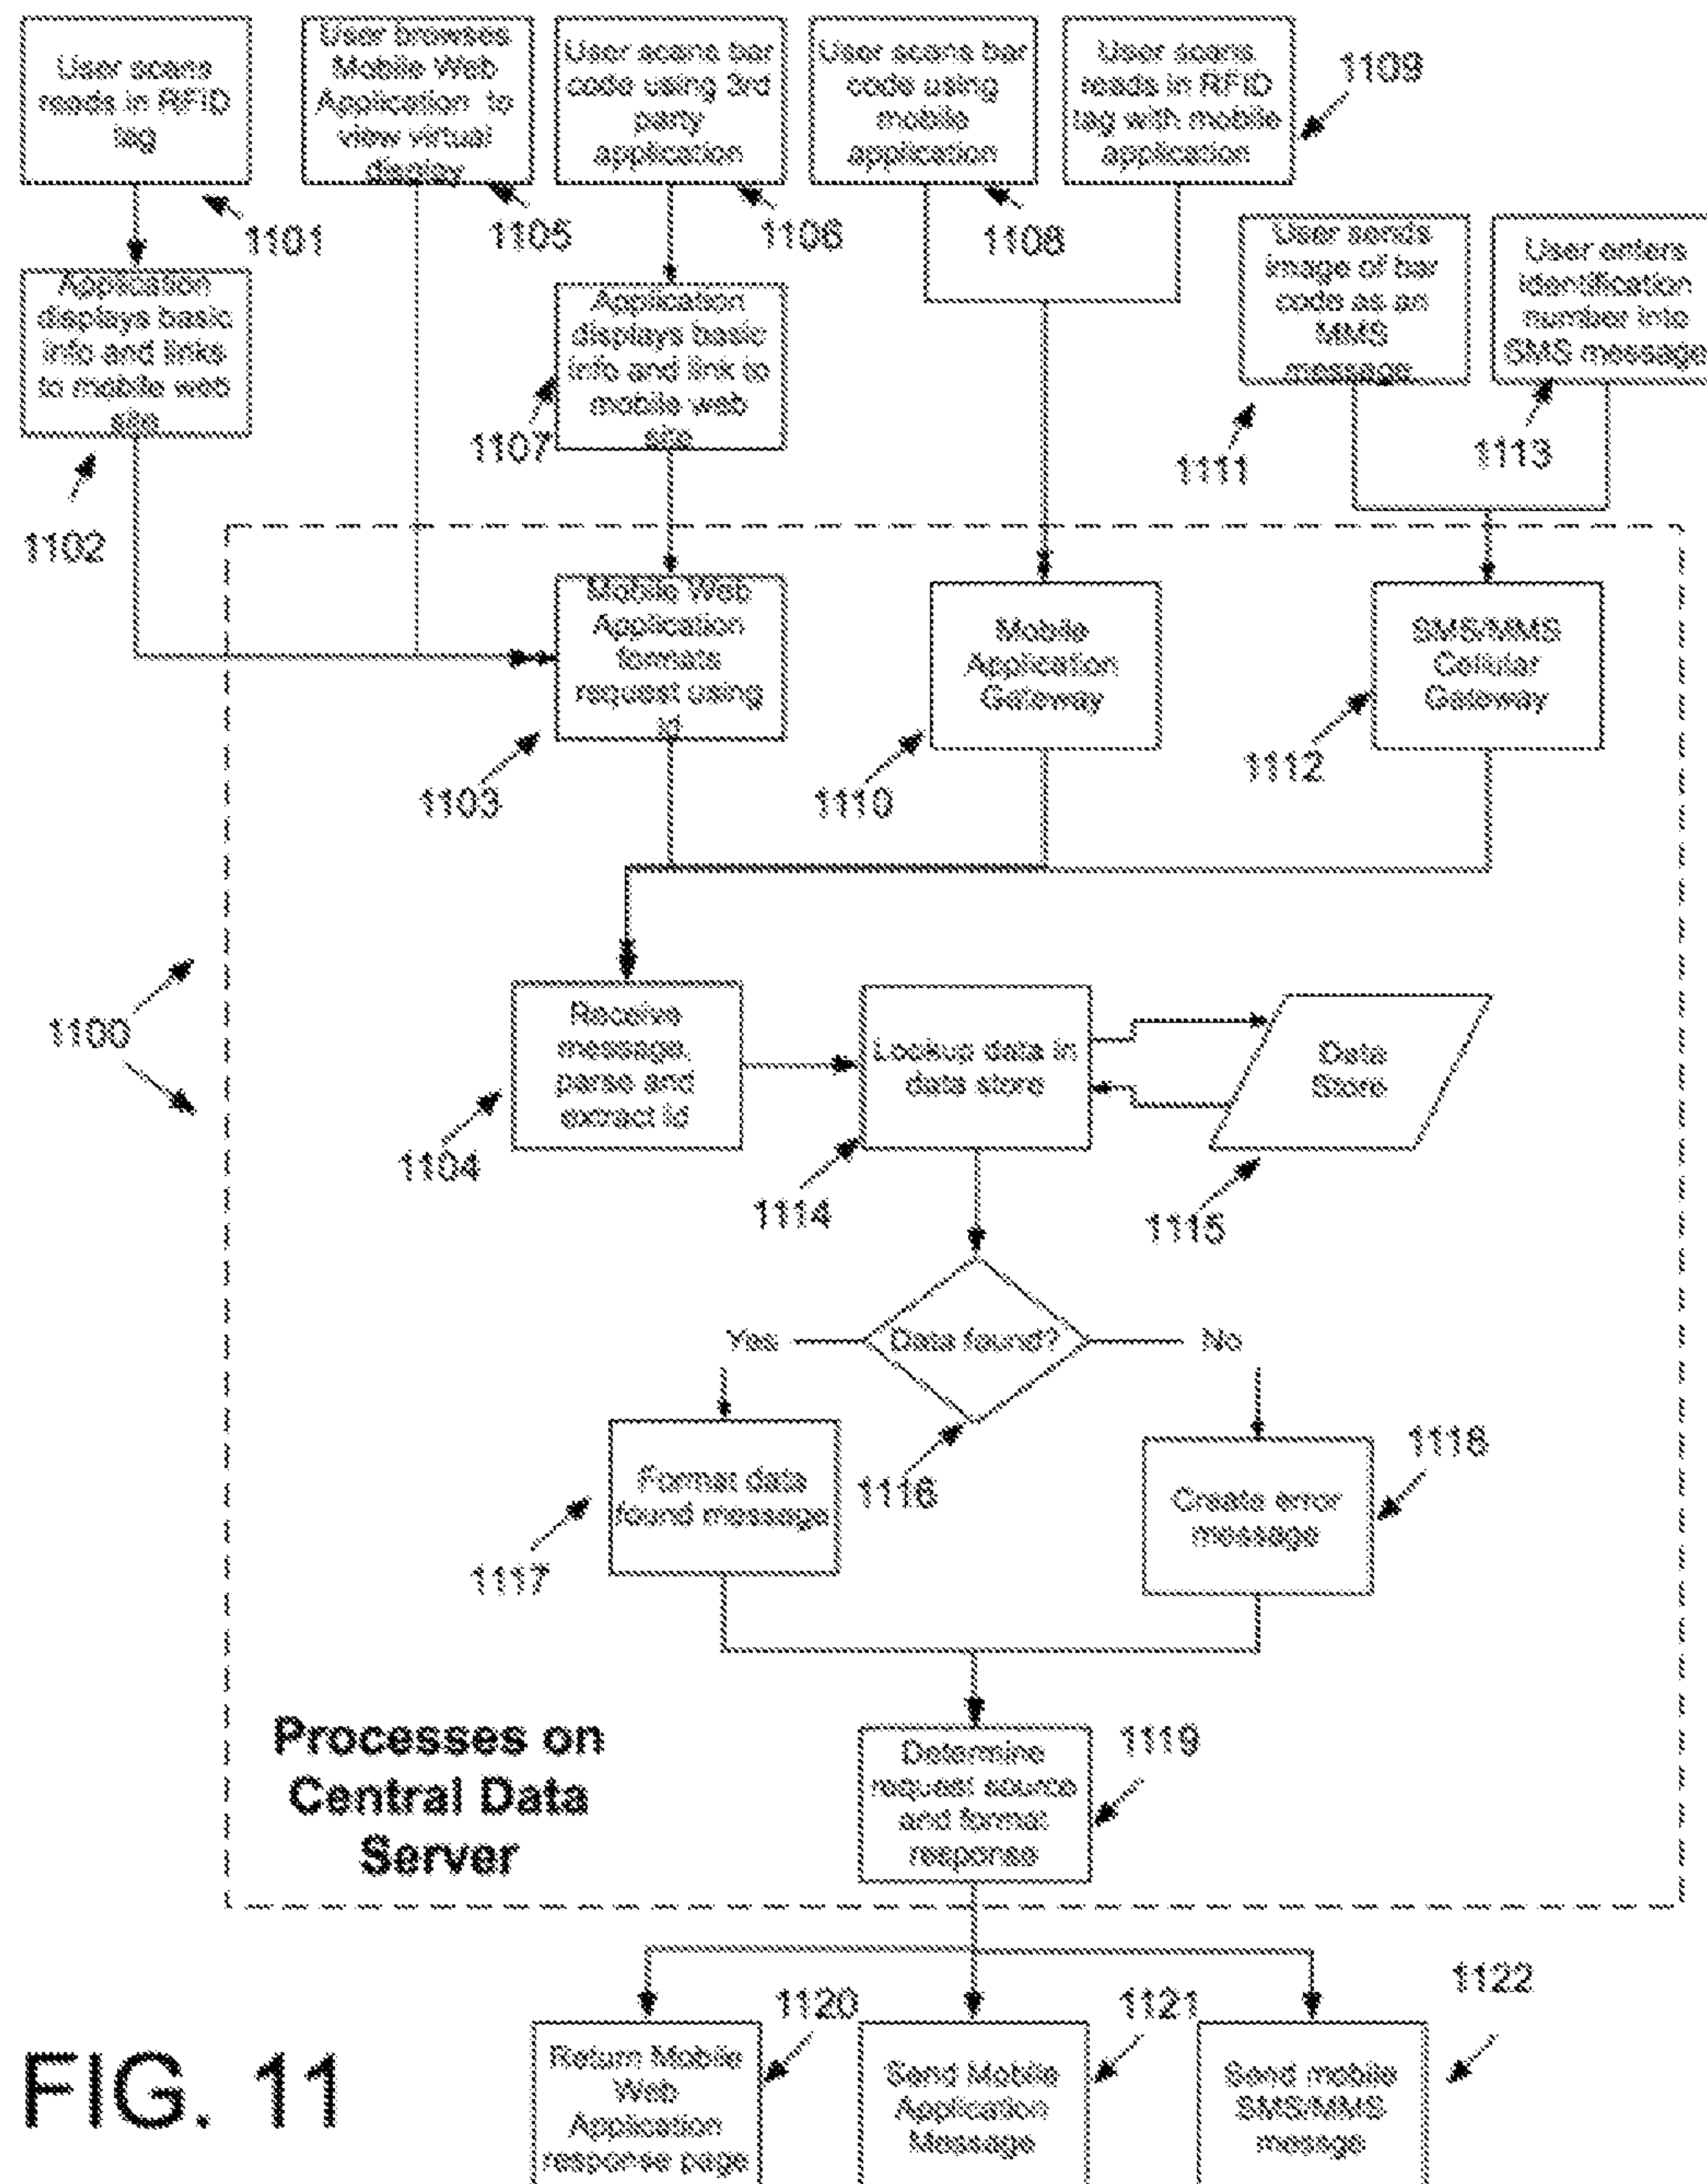 User scans
reads in RFID
tag
User browses
Mobile Web
Application to
view virtual
display
User scans bar
code using 3rd
party
application
User scans bar
code using
mobile
application
User scans
reads in RFID
tag with mobile
application
1109
1101
1105
1106
1108
Application
displays basic
info and links
to mobile web
site
Application
displays basic
info and link to
mobile web
site
User sends
image of bar
code as an
MMS
message
User enters
identification
number into
SMS message
1107
1111
1113
1102
Mobile Web
Application
formats
request using
id
Mobile
Application
Gateway
SMS/MMS
Cellular
Gateway
1103
1110
1112
1100
Receive
message,
parse and
extract id
Lookup data in
data store
Data
Store
1104
1114
1115
Yes
Data found?
No
1116
1118
Format data
found message
Create error
message
1117
Processes on
Central Data
Server
Determine
request source
and format
response
1119
1120
1121
1122
Return Mobile
Web
Application
response page
Send Mobile
Application
Message
Send mobile
SMS/MMS
messge
FIG. 11